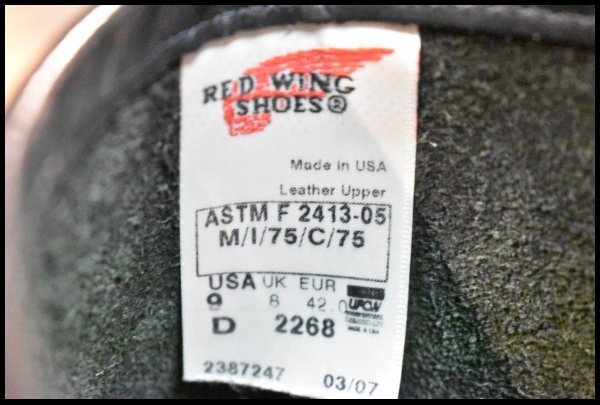 RED WING
SHOES®
Made in USA
Leather Upper
ASTM F 2413-05
M/I/75/C/75
USA UK EUR
9 8 42.0
UFCW
D 2268
2387247 03/07